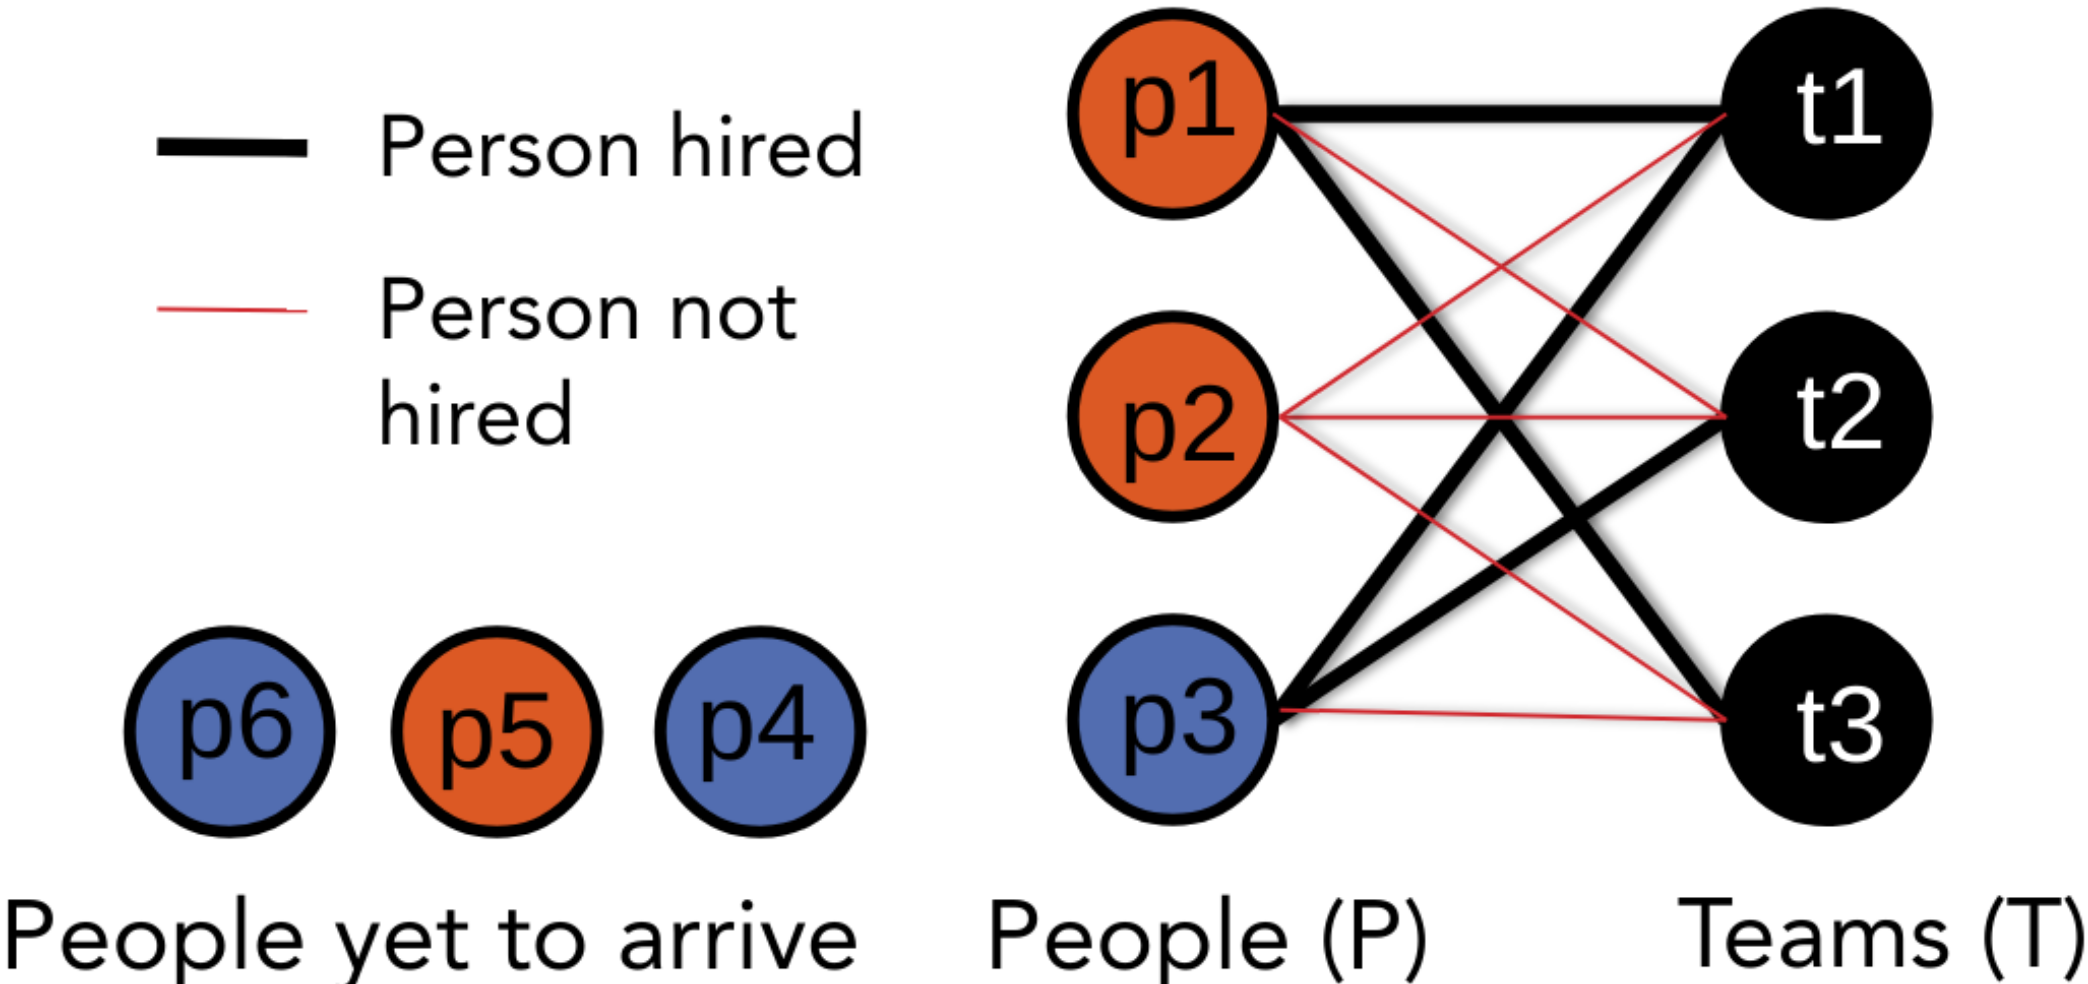 Person hired
Person not
hired
p1
t1
p2
t2
p3
t3
p6
p5
p4
People yet to arrive
People (P)
Teams (T)